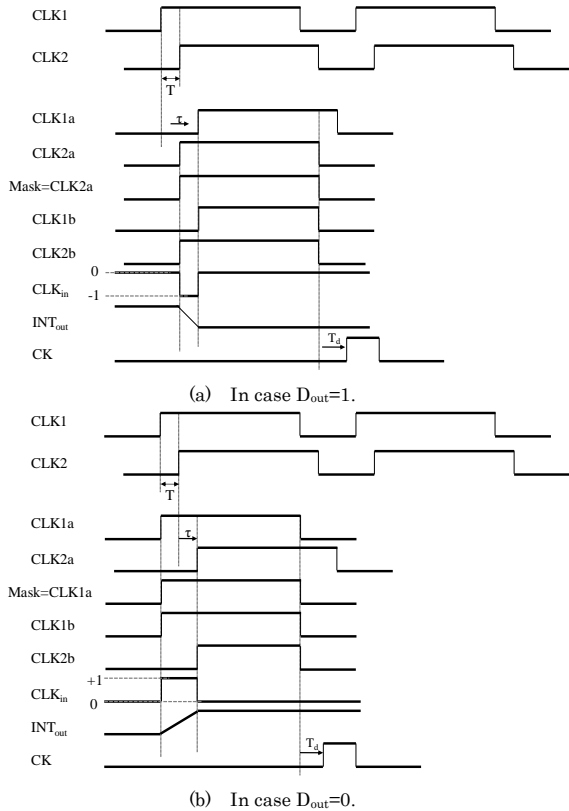 CLK1
CLK2
T
CLK1a
τ
CLK2a
Mask=CLK2a
CLK1b
CLK2b
0
CLKin
-1
INTout
Td
CK
(a) In case Dout=1.
CLK1
CLK2
T
CLK1a
τ
CLK2a
Mask=CLK1a
CLK1b
CLK2b
+1
CLKin
0
INTout
Td
CK
(b) In case Dout=0.